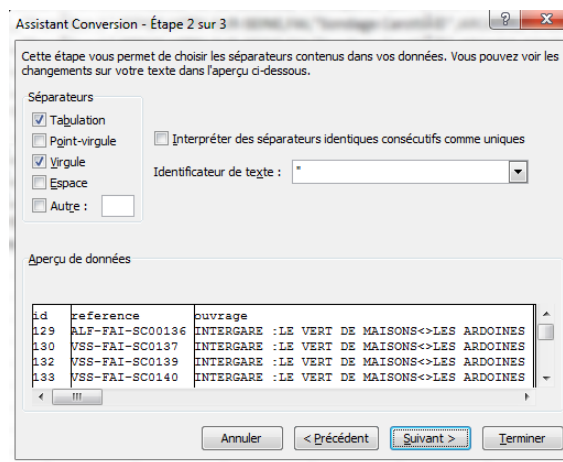 Assistant Conversion - Étape 2 sur 3
Cette étape vous permet de choisir les séparateurs contenus dans vos données. Vous pouvez voir les
changements sur votre texte dans l'aperçu ci-dessous.
Séparateurs
Tabulation
Point-virgule
Virgule
Espace
Autre :
Interpréter des séparateurs identiques consécutifs comme uniques
Identificateur de texte : "
Aperçu de données
id reference ouvrage
129 ALF-FAI-SC00136 INTERGARE :LE VERT DE MAISONS<>LES ARDOINES
130 VSS-FAI-SC0137 INTERGARE :LE VERT DE MAISONS<>LES ARDOINES
132 VSS-FAI-SC0139 INTERGARE :LE VERT DE MAISONS<>LES ARDOINES
133 VSS-FAI-SC0140 INTERGARE :LE VERT DE MAISONS<>LES ARDOINES
Annuler < Précédent Suivant > Terminer